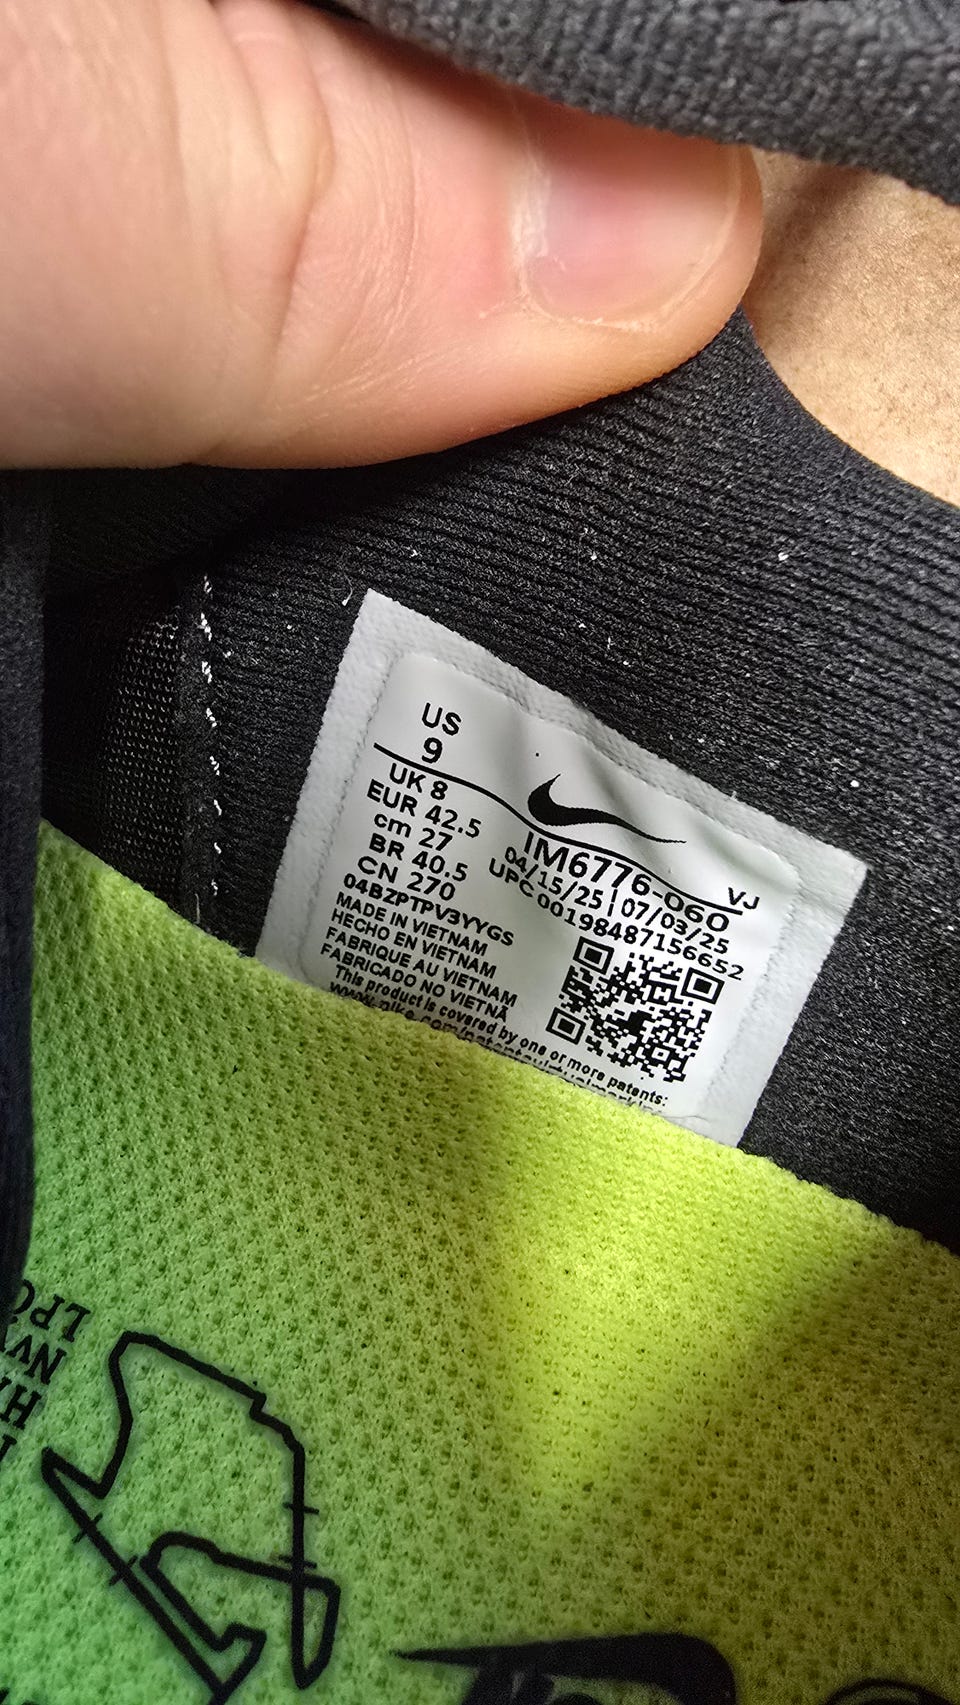 US
9
UK 8
EUR 42.5
cm 27
BR 40.5
CN 270
04BZPTPV3YYGS
MADE IN VIETNAM
HECHO EN VIETNAM
FABRIQUE AU VIETNAM
FABRICADO NO VIETNÃ
This product is covered by one or more patents:
VJ
IM6776-060
04/15/25 | 07/03/25
UPC 00198487156652
LPC